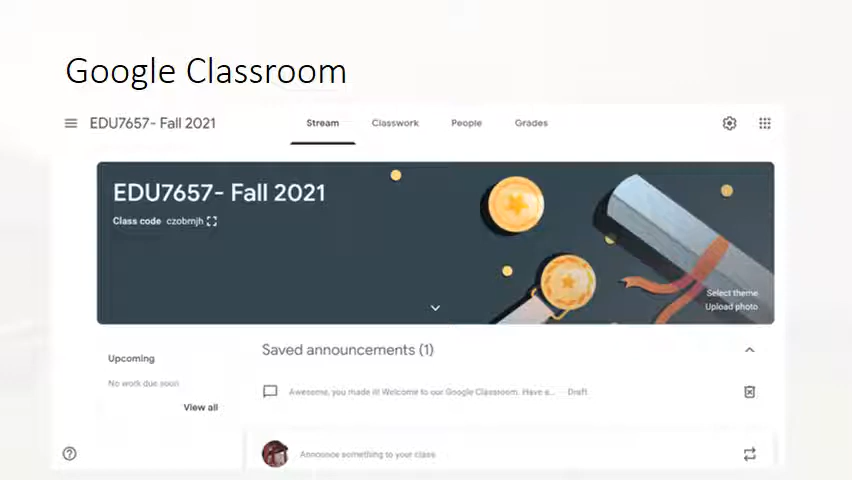 Google Classroom
EDU7657- Fall 2021
Stream
Classwork
People
Grades
EDU7657- Fall 2021
Class code czobmjh
Select theme
Upload photo
Upcoming
No work due soon
View all
Saved announcements (1)
Awesome, you made it! Welcome to our Google Classroom. Have a... Draft
Announce something to your class